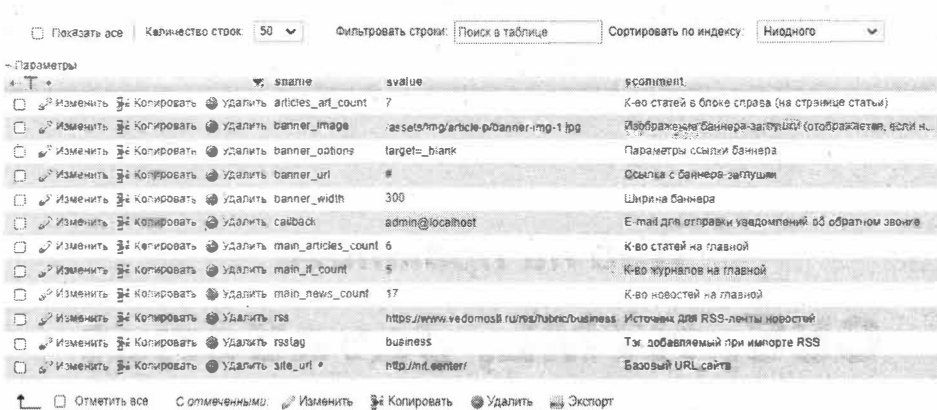 Показать все Количество строк: 50 Фильтровать строки: Поиск в таблице Сортировать по индексу: Ниодного
Параметры
sname svalue scomment
Изменить Копировать Удалить articles_art_count 7 К-во статей в блоке справа (на странице статьи)
Изменить Копировать Удалить banner_image /assets/img/article-p/banner-img-1.jpg Изображение баннера-заглушки (отображается, если н...
Изменить Копировать Удалить banner_options target=_blank Параметры ссылки баннера
Изменить Копировать Удалить banner_url # Ссылка с баннера-заглушки
Изменить Копировать Удалить banner_width 300 Ширина баннера
Изменить Копировать Удалить callback admin@localhost E-mail для отправки уведомлений об обратном звонке
Изменить Копировать Удалить main_articles_count 6 К-во статей на главной
Изменить Копировать Удалить main_if_count 5 К-во журналов на главной
Изменить Копировать Удалить main_news_count 17 К-во новостей на главной
Изменить Копировать Удалить rss https://www.vedomosti.ru/rss/rubric/business Источник для RSS-ленты новостей
Изменить Копировать Удалить rsstag business Тэг, добавляемый при импорте RSS
Изменить Копировать Удалить site_url Базовый URL сайта
Отметить все С отмеченными: Изменить Копировать Удалить Экспорт